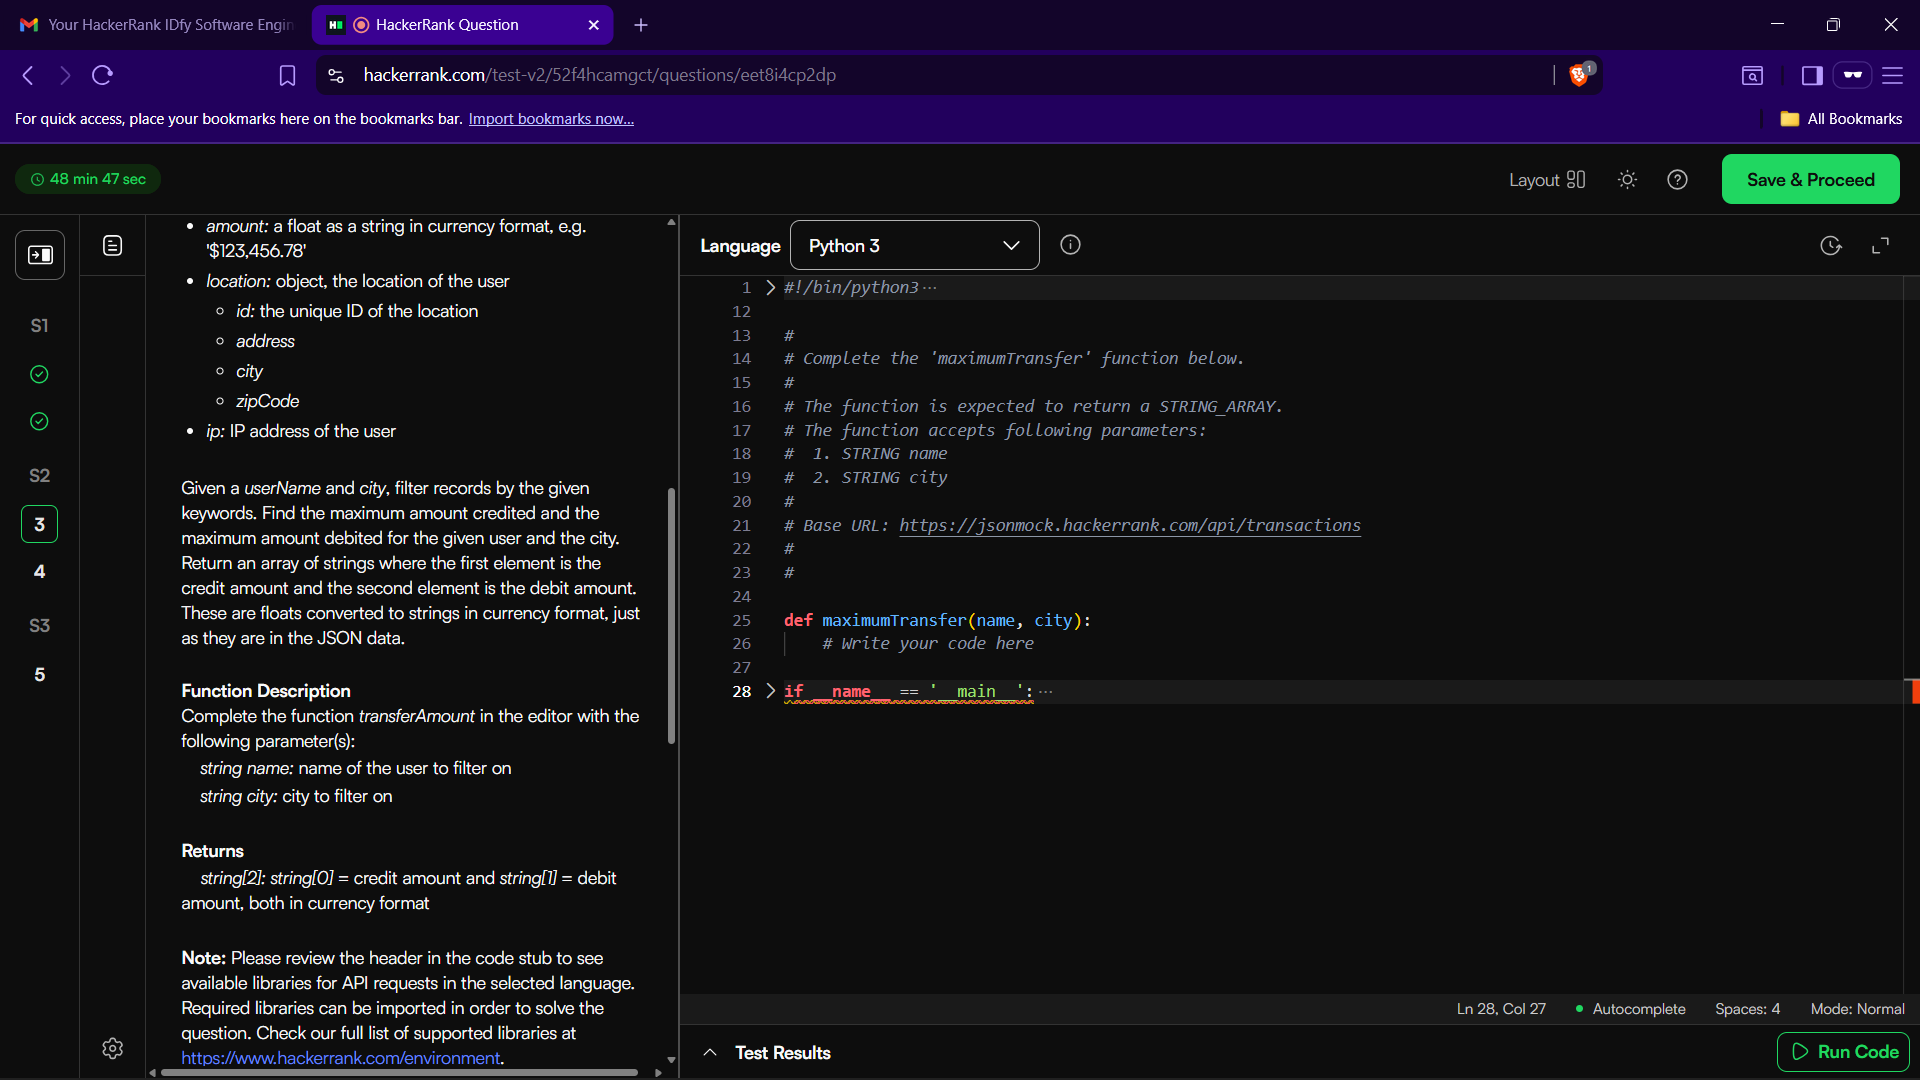 Your HackerRank IDfy Software Engin
HackerRank Question
hackerrank.com/test-v2/52f4hcamgct/questions/eet8i4cp2dp
1
For quick access, place your bookmarks here on the bookmarks bar. Import bookmarks now...
All Bookmarks
48 min 47 sec
Layout
Save & Proceed
S1
S2
3
4
S3
5
• amount: a float as a string in currency format, e.g.
'$123,456.78'
• location: object, the location of the user
◦ id: the unique ID of the location
◦ address
◦ city
◦ zipCode
• ip: IP address of the user
Given a userName and city, filter records by the given
keywords. Find the maximum amount credited and the
maximum amount debited for the given user and the city.
Return an array of strings where the first element is the
credit amount and the second element is the debit amount.
These are floats converted to strings in currency format, just
as they are in the JSON data.
Function Description
Complete the function transferAmount in the editor with the
following parameter(s):
string name: name of the user to filter on
string city: city to filter on
Returns
string[2]: string[0] = credit amount and string[1] = debit
amount, both in currency format
Note: Please review the header in the code stub to see
available libraries for API requests in the selected language.
Required libraries can be imported in order to solve the
question. Check our full list of supported libraries at
https://www.hackerrank.com/environment.
Language Python 3
1 #!/bin/python3···
12
13 #
14 # Complete the 'maximumTransfer' function below.
15 #
16 # The function is expected to return a STRING_ARRAY.
17 # The function accepts following parameters:
18 #  1. STRING name
19 #  2. STRING city
20 #
21 # Base URL: https://jsonmock.hackerrank.com/api/transactions
22 #
23 #
24
25 def maximumTransfer(name, city):
26     # Write your code here
27
28 if __name__ == '__main__':···
Ln 28, Col 27
Autocomplete
Spaces: 4
Mode: Normal
Test Results
Run Code